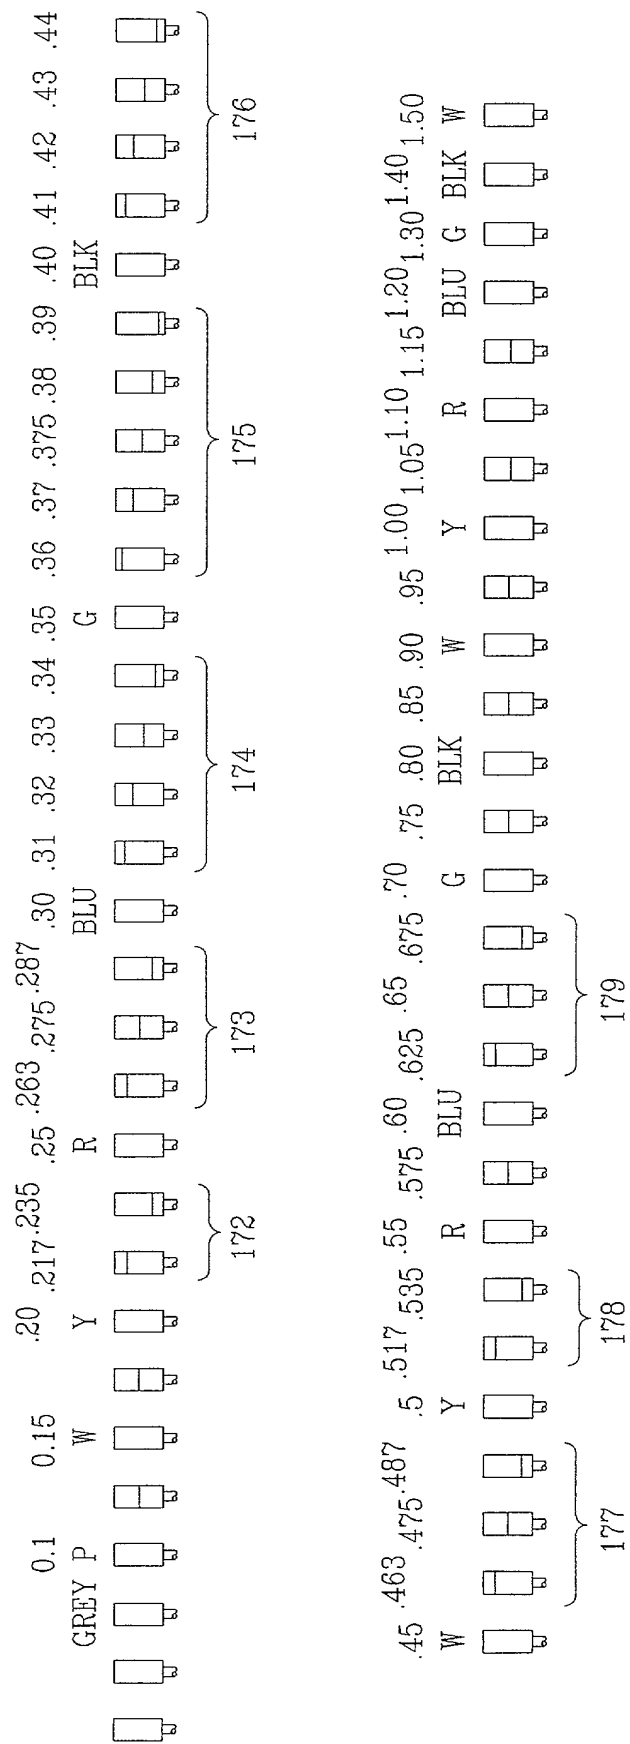 0.1 0.15 .20 .217 .235 .25 .263 .275 .287 .30 .31 .32 .33 .34 .35 .36 .37 .375 .38 .39 .40 .41 .42 .43 .44
GREY P W Y R BLU G BLK
172 173 174 175 176
.45 .463 .475 .487 .5 .517 .535 .55 .575 .60 .625 .65 .675 .70 .75 .80 .85 .90 .95 1.00 1.05 1.10 1.15 1.20 1.30 1.40 1.50
W Y R BLU G BLK W Y R BLU G BLK W
177 178 179